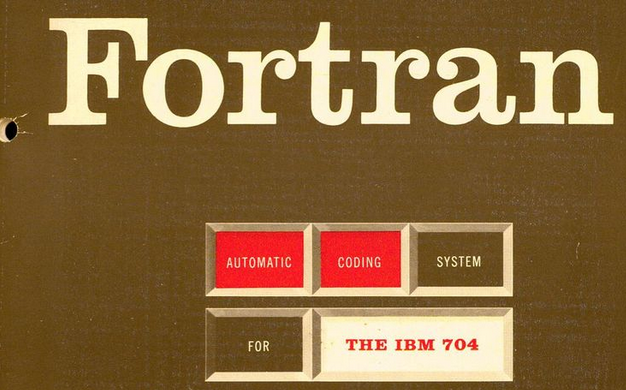 Fortran
AUTOMATIC CODING SYSTEM
FOR THE IBM 704